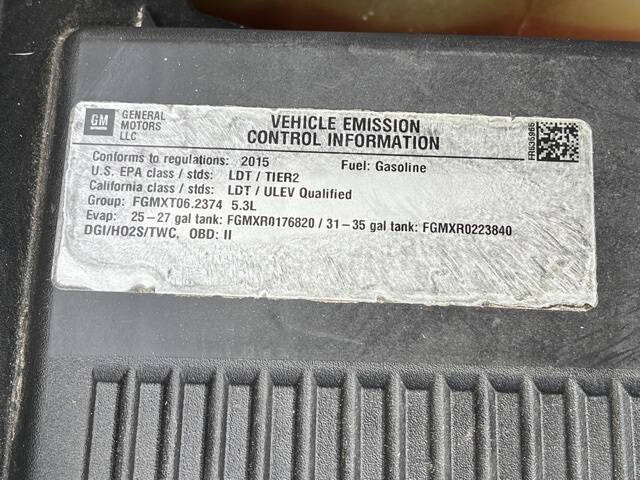 GM
GENERAL
MOTORS
LLC
VEHICLE EMISSION
CONTROL INFORMATION
Conforms to regulations: 2015 Fuel: Gasoline
U.S. EPA class / stds: LDT / TIER2
California class / stds: LDT / ULEV Qualified
Group: FGMXT06.2374 5.3L
Evap: 25-27 gal tank: FGMXR0176820 / 31-35 gal tank: FGMXR0223840
DGI/HO2S/TWC, OBD: II